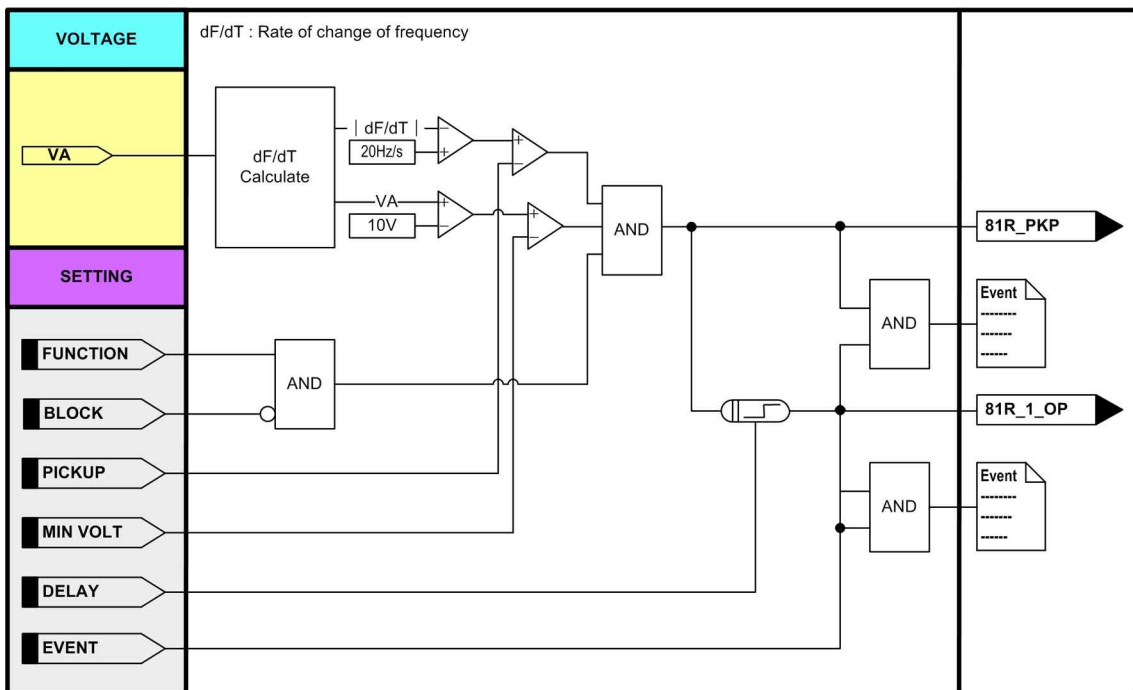 VOLTAGE
dF/dT : Rate of change of frequency
VA
dF/dT
Calculate
| dF/dT |
−
20Hz/s
+
+
−
VA
+
10V
−
+
−
AND
81R_PKP
SETTING
Event
--------
-------
------
AND
FUNCTION
AND
BLOCK
81R_1_OP
PICKUP
Event
--------
-------
------
AND
MIN VOLT
DELAY
EVENT